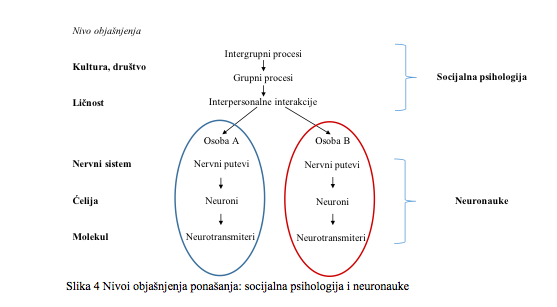 Nivo objašnjenja
Intergrupni procesi
Kultura, društvo
Grupni procesi
Socijalna psihologija
Ličnost
Interpersonalne interakcije
Osoba A
Osoba B
Nervni sistem
Nervni putevi
Nervni putevi
Ćelija
Neuroni
Neuroni
Neuronauke
Molekul
Neurotransmiteri
Neurotransmiteri
Slika 4 Nivoi objašnjenja ponašanja: socijalna psihologija i neuronauke